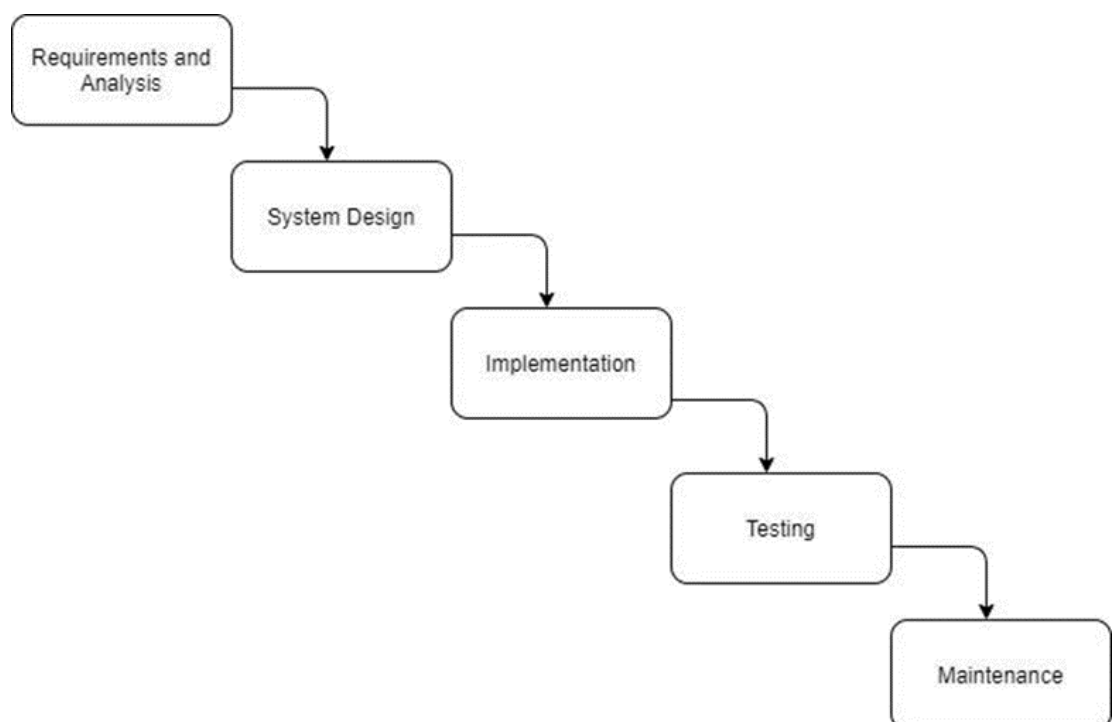 Requirements and
Analysis
System Design
Implementation
Testing
Maintenance